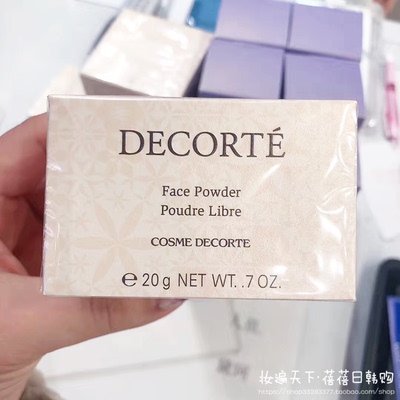 DECORTÉ
Face Powder
Poudre Libre
COSME DECORTE
℮ 20g NET WT. .7 OZ.
妆遍天下·蓓蓓日韩购